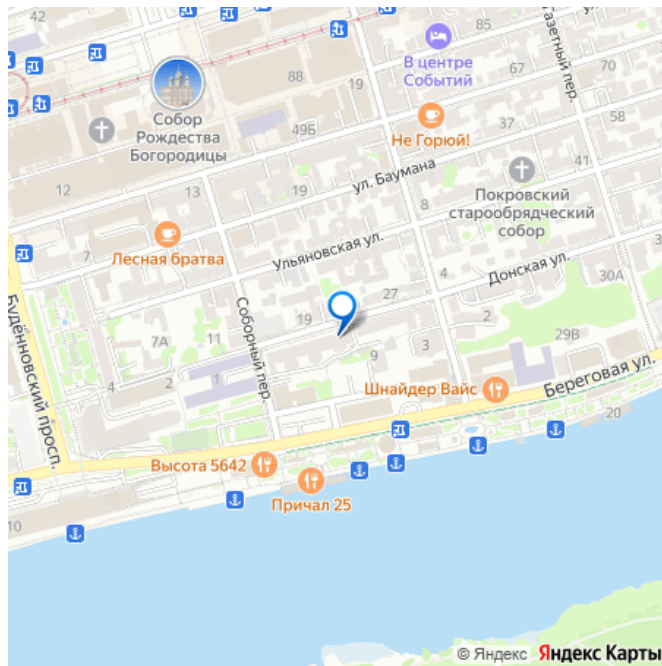 42
В центре
Событий
Газетный пер.
85
67
70
88
19
Собор
Рождества
Богородицы
49Б
Не Горюй!
37
58
12
13
19
ул. Баумана
41
Покровский
старообрядческий
собор
8
Лесная братва
Ульяновская ул.
4
Донская ул.
30А
27
Будённовский просп.
Соборный пер.
19
2
7А
11
29В
9
3
4
2
1
Шнайдер Вайс
Береговая ул.
20
Высота 5642
Причал 25
10
© Яндекс Яндекс Карты